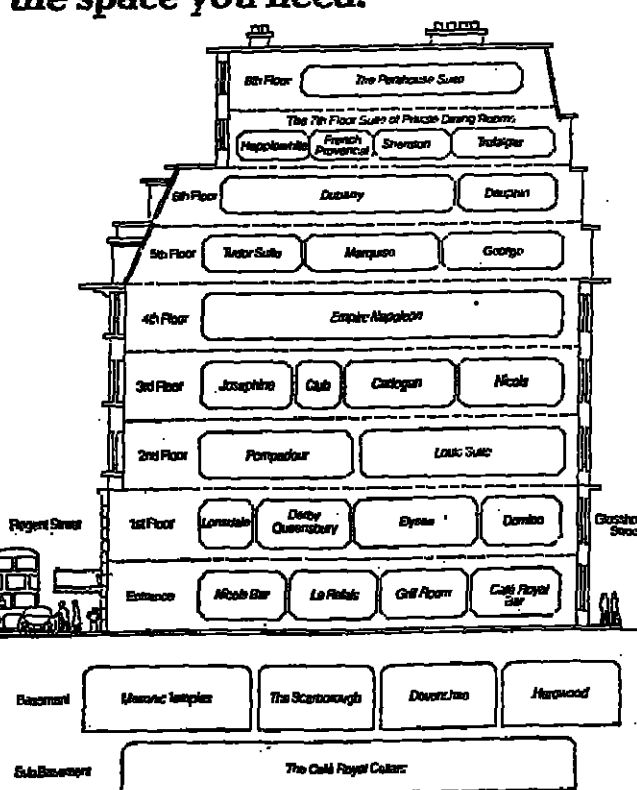 the space you need.
8th Floor The Penthouse Suite
The 7th Floor Suite of Private Dining Rooms
Hepplewhite French Provencal Sheraton Trafalgar
6th Floor Dubarry Dauphin
5th Floor Tudor Suite Marquise George
4th Floor Empire Napoleon
3rd Floor Josephine Club Cadogan Nicols
2nd Floor Pompadour Louis Suite
Regent Street 1st Floor Lonsdale Derby Queensbury Elysee Domino
Entrance Nicols Bar Le Relais Grill Room Café Royal Bar
Basement Masonic Temples The Scarborough Devonshire Harewood
Sub Basement The Café Royal Cellars